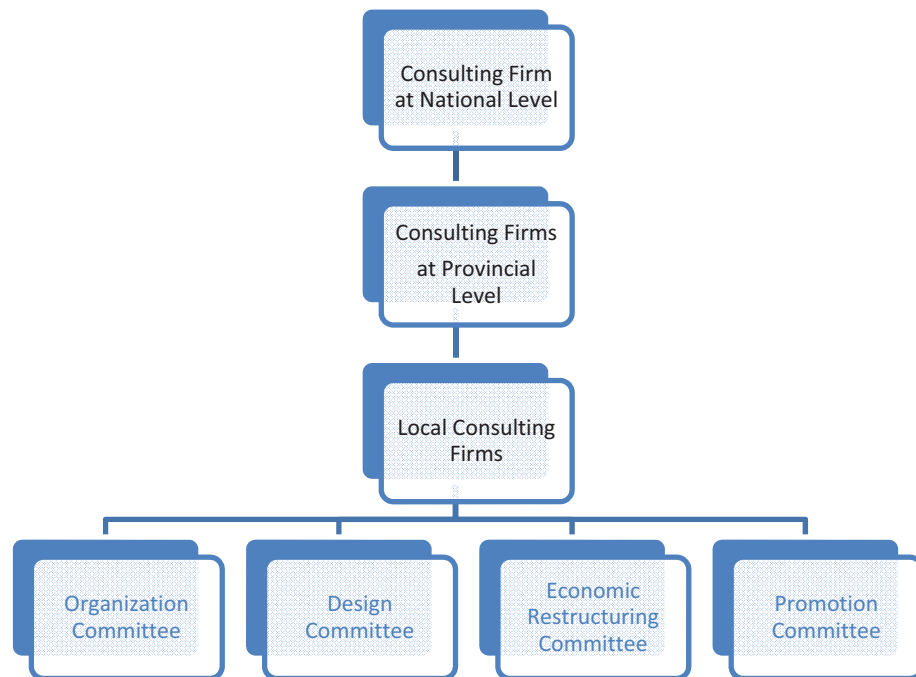 Consulting Firm
at National Level
Consulting Firms
at Provincial
Level
Local Consulting
Firms
Organization
Committee
Design
Committee
Economic
Restructuring
Committee
Promotion
Committee